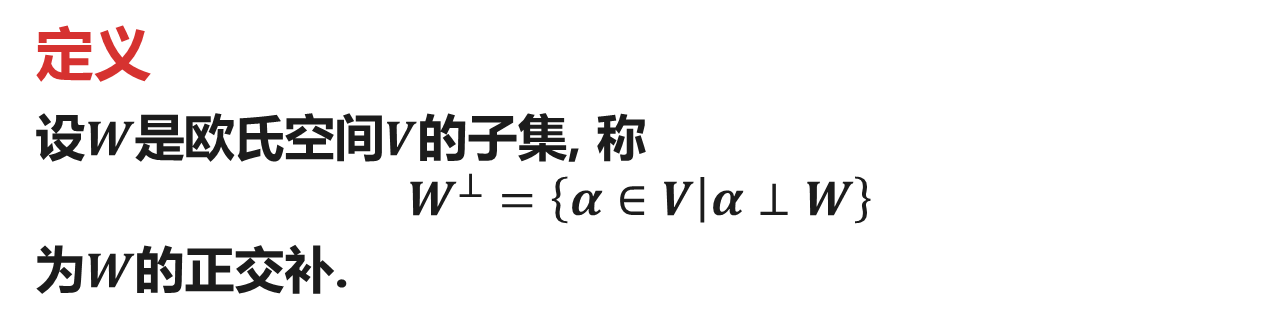 定义
设W是欧氏空间V的子集, 称
W⊥ = {α ∈ V|α ⊥ W}
为W的正交补.